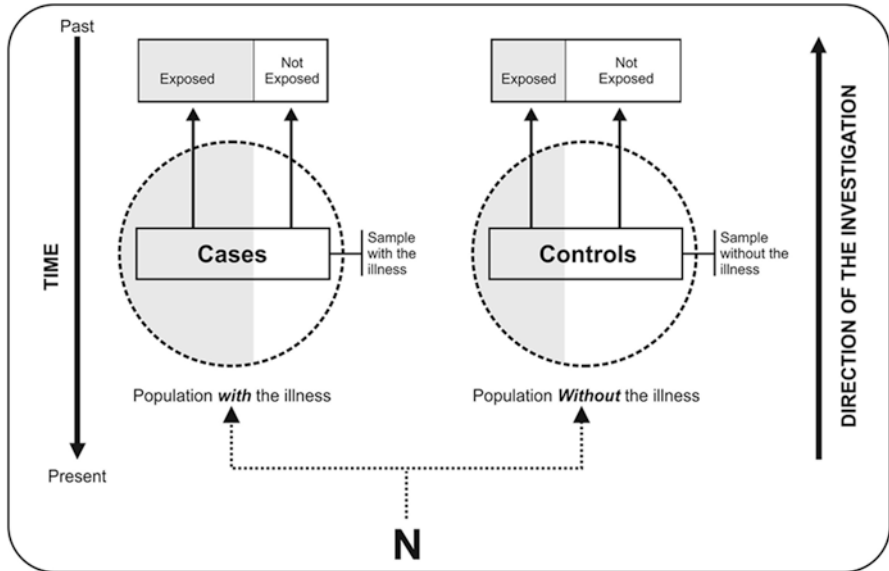 Past
Exposed
Not
Exposed
Exposed
Not
Exposed
TIME
DIRECTION OF THE INVESTIGATION
Cases
Sample
with the
illness
Controls
Sample
without the
illness
Population with the illness
Population Without the illness
Present
N